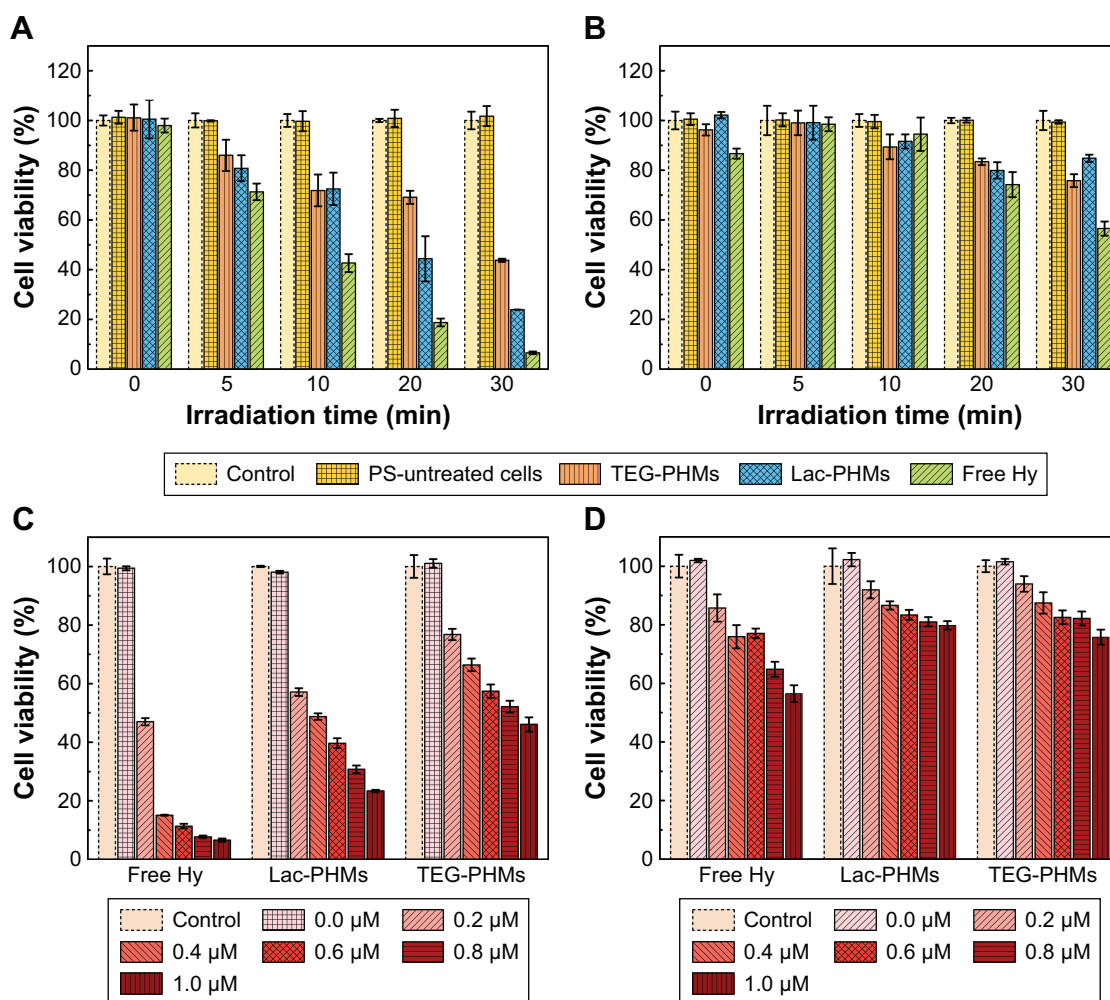 A
B
Cell viability (%)
120
100
80
60
40
20
0
0 5 10 20 30
Irradiation time (min)
Cell viability (%)
120
100
80
60
40
20
0
0 5 10 20 30
Irradiation time (min)
Control PS-untreated cells TEG-PHMs Lac-PHMs Free Hy
C
D
Cell viability (%)
100
80
60
40
20
0
Free Hy Lac-PHMs TEG-PHMs
Control 0.0 μM 0.2 μM
0.4 μM 0.6 μM 0.8 μM
1.0 μM
Cell viability (%)
100
80
60
40
20
0
Free Hy Lac-PHMs TEG-PHMs
Control 0.0 μM 0.2 μM
0.4 μM 0.6 μM 0.8 μM
1.0 μM